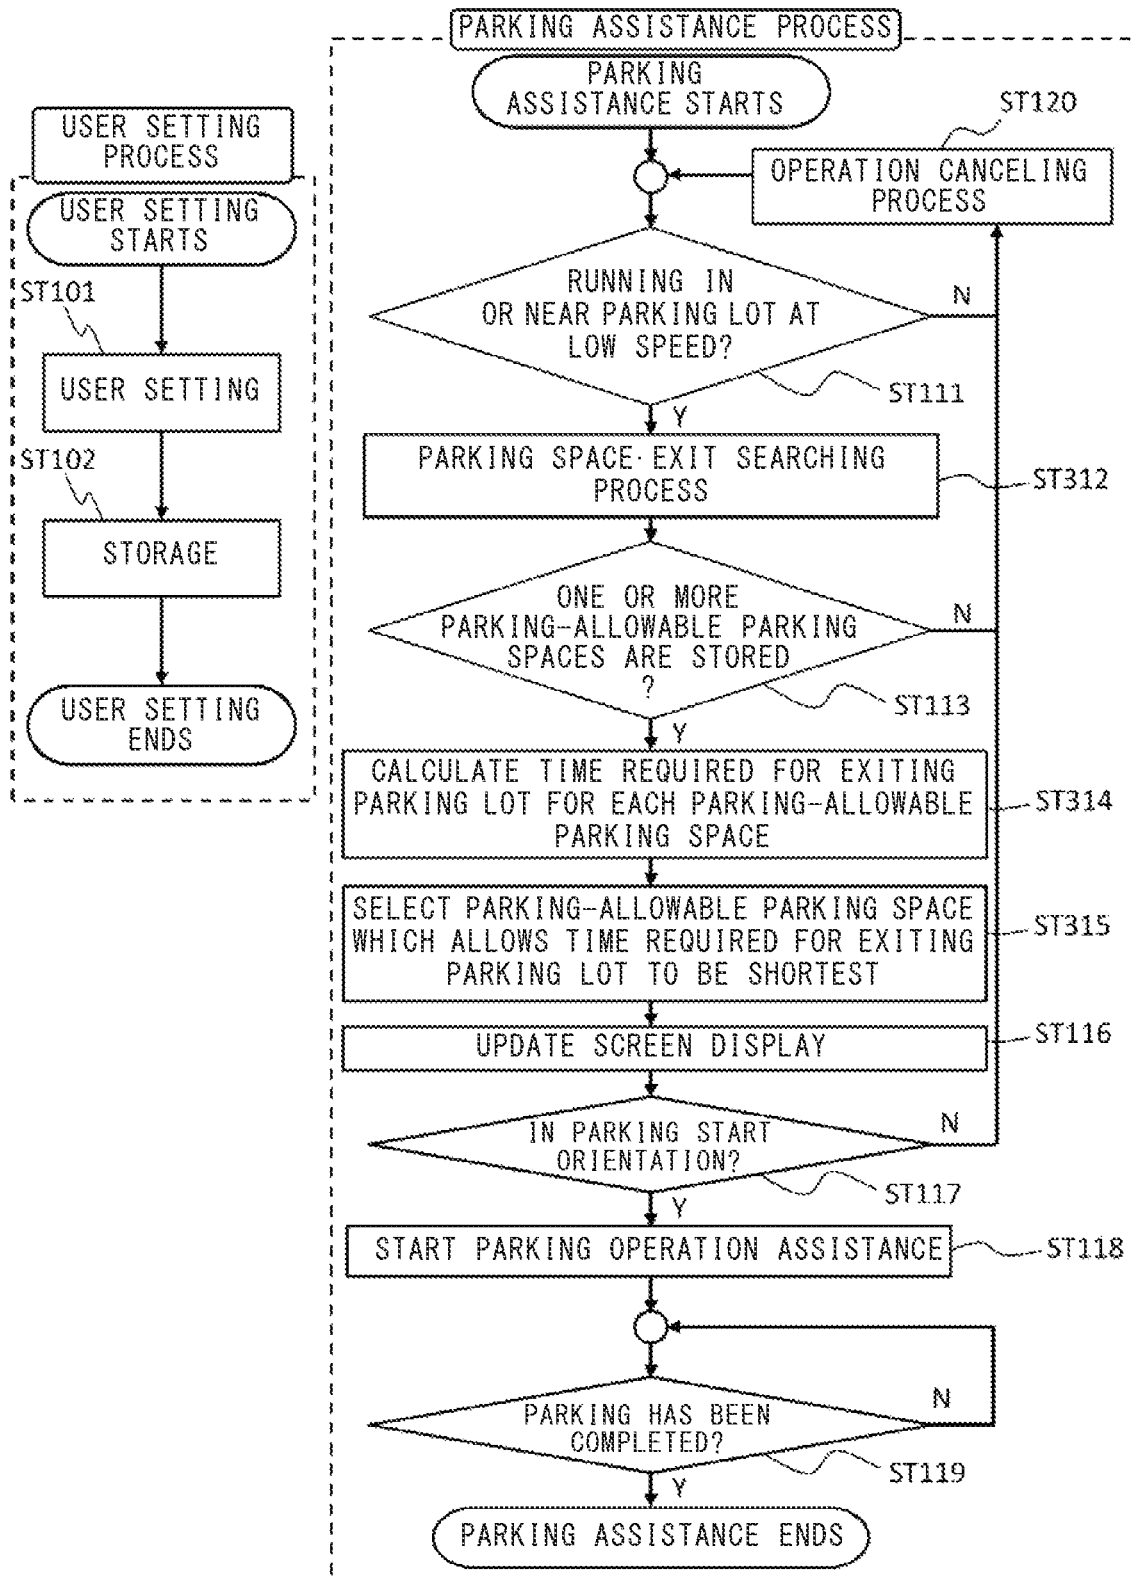 USER SETTING
PROCESS
USER SETTING
STARTS
ST101
USER SETTING
ST102
STORAGE
USER SETTING
ENDS
PARKING ASSISTANCE PROCESS
PARKING
ASSISTANCE STARTS
ST120
OPERATION CANCELING
PROCESS
RUNNING IN
OR NEAR PARKING LOT AT
LOW SPEED?
N
ST111
Y
PARKING SPACE·EXIT SEARCHING
PROCESS
ST312
ONE OR MORE
PARKING-ALLOWABLE PARKING
SPACES ARE STORED
?
N
ST113
Y
CALCULATE TIME REQUIRED FOR EXITING
PARKING LOT FOR EACH PARKING-ALLOWABLE
PARKING SPACE
ST314
SELECT PARKING-ALLOWABLE PARKING SPACE
WHICH ALLOWS TIME REQUIRED FOR EXITING
PARKING LOT TO BE SHORTEST
ST315
UPDATE SCREEN DISPLAY
ST116
IN PARKING START
ORIENTATION?
N
ST117
Y
START PARKING OPERATION ASSISTANCE
ST118
PARKING HAS BEEN
COMPLETED?
N
ST119
Y
PARKING ASSISTANCE ENDS